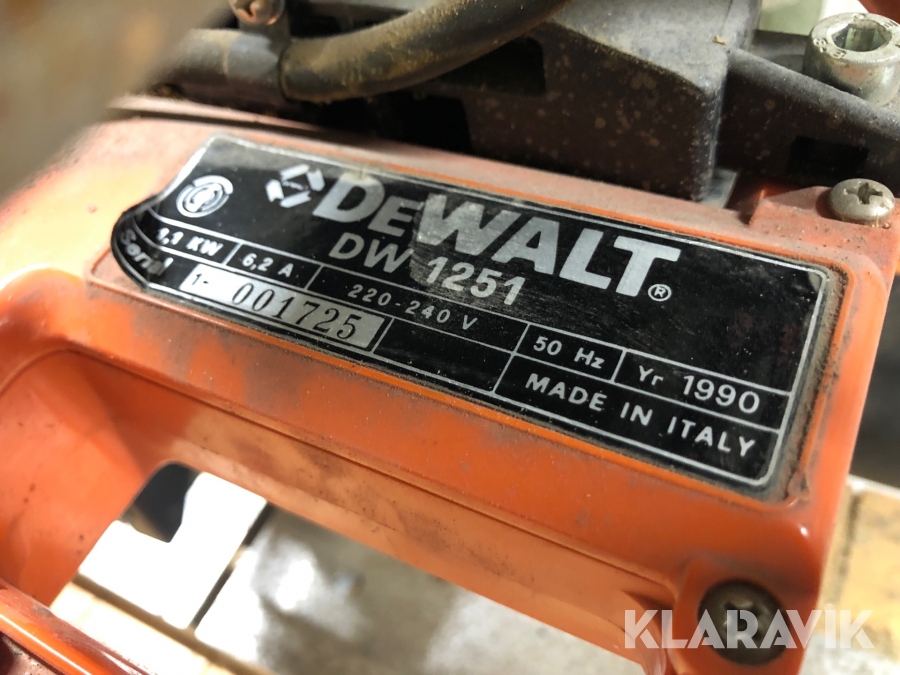 DEWALT®
DW 1251
1,1 KW 6,2 A 220-240 V 50 Hz Yr 1990
Serial 1- 001725 MADE IN ITALY
KLARAVIK